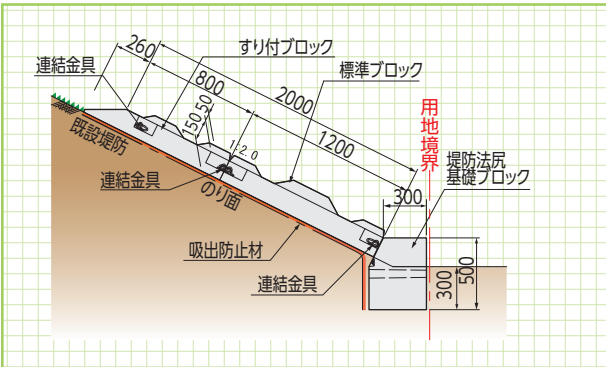 260
すり付ブロック
連結金具
標準ブロック
800
2000
用地境界
150
50
1:2.0
1200
既設堤防
堤防法尻
基礎ブロック
連結金具
のり面
300
吸出防止材
連結金具
300
500